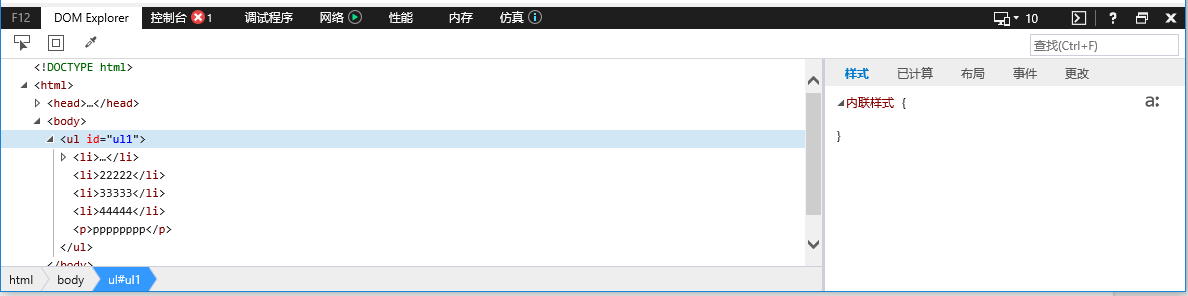 F12 DOM Explorer 控制台 1 调试程序 网络 性能 内存 仿真 10 ?
查找(Ctrl+F)
<!DOCTYPE html>
<html>
<head>…</head>
<body>
<ul id="ul1">
<li>…</li>
<li>22222</li>
<li>33333</li>
<li>44444</li>
<p>pppppppp</p>
</ul>
</body>
html body ul#ul1
样式 已计算 布局 事件 更改
内联样式 { a:
}